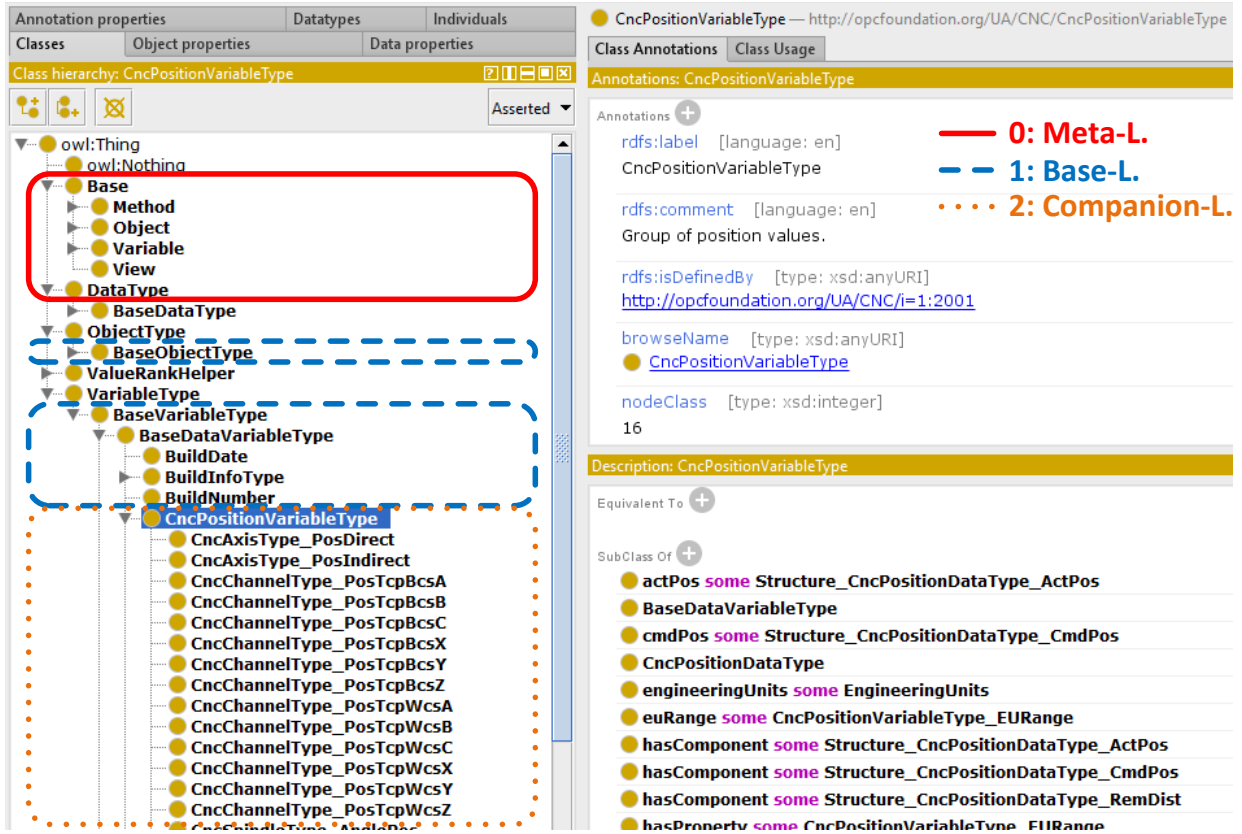 Annotation properties
Datatypes
Individuals
Classes
Object properties
Data properties
Class hierarchy: CncPositionVariableType
Asserted
owl:Thing
owl:Nothing
Base
Method
Object
Variable
View
DataType
BaseDataType
ObjectType
BaseObjectType
ValueRankHelper
VariableType
BaseVariableType
BaseDataVariableType
BuildDate
BuildInfoType
BuildNumber
CncPositionVariableType
CncAxisType_PosDirect
CncAxisType_PosIndirect
CncChannelType_PosTcpBcsA
CncChannelType_PosTcpBcsB
CncChannelType_PosTcpBcsC
CncChannelType_PosTcpBcsX
CncChannelType_PosTcpBcsY
CncChannelType_PosTcpBcsZ
CncChannelType_PosTcpWcsA
CncChannelType_PosTcpWcsB
CncChannelType_PosTcpWcsC
CncChannelType_PosTcpWcsX
CncChannelType_PosTcpWcsY
CncChannelType_PosTcpWcsZ
CncSpindleType_AnglePos
CncPositionVariableType — http://opcfoundation.org/UA/CNC/CncPositionVariableType
Class Annotations
Class Usage
Annotations: CncPositionVariableType
Annotations
rdfs:label [language: en]
CncPositionVariableType
rdfs:comment [language: en]
Group of position values.
rdfs:isDefinedBy [type: xsd:anyURI]
http://opcfoundation.org/UA/CNC/i=1:2001
browseName [type: xsd:anyURI]
CncPositionVariableType
nodeClass [type: xsd:integer]
16
0: Meta-L.
1: Base-L.
2: Companion-L.
Description: CncPositionVariableType
Equivalent To
SubClass Of
actPos some Structure_CncPositionDataType_ActPos
BaseDataVariableType
cmdPos some Structure_CncPositionDataType_CmdPos
CncPositionDataType
engineeringUnits some EngineeringUnits
euRange some CncPositionVariableType_EURange
hasComponent some Structure_CncPositionDataType_ActPos
hasComponent some Structure_CncPositionDataType_CmdPos
hasComponent some Structure_CncPositionDataType_RemDist
hasProperty some CncPositionVariableType_EURange